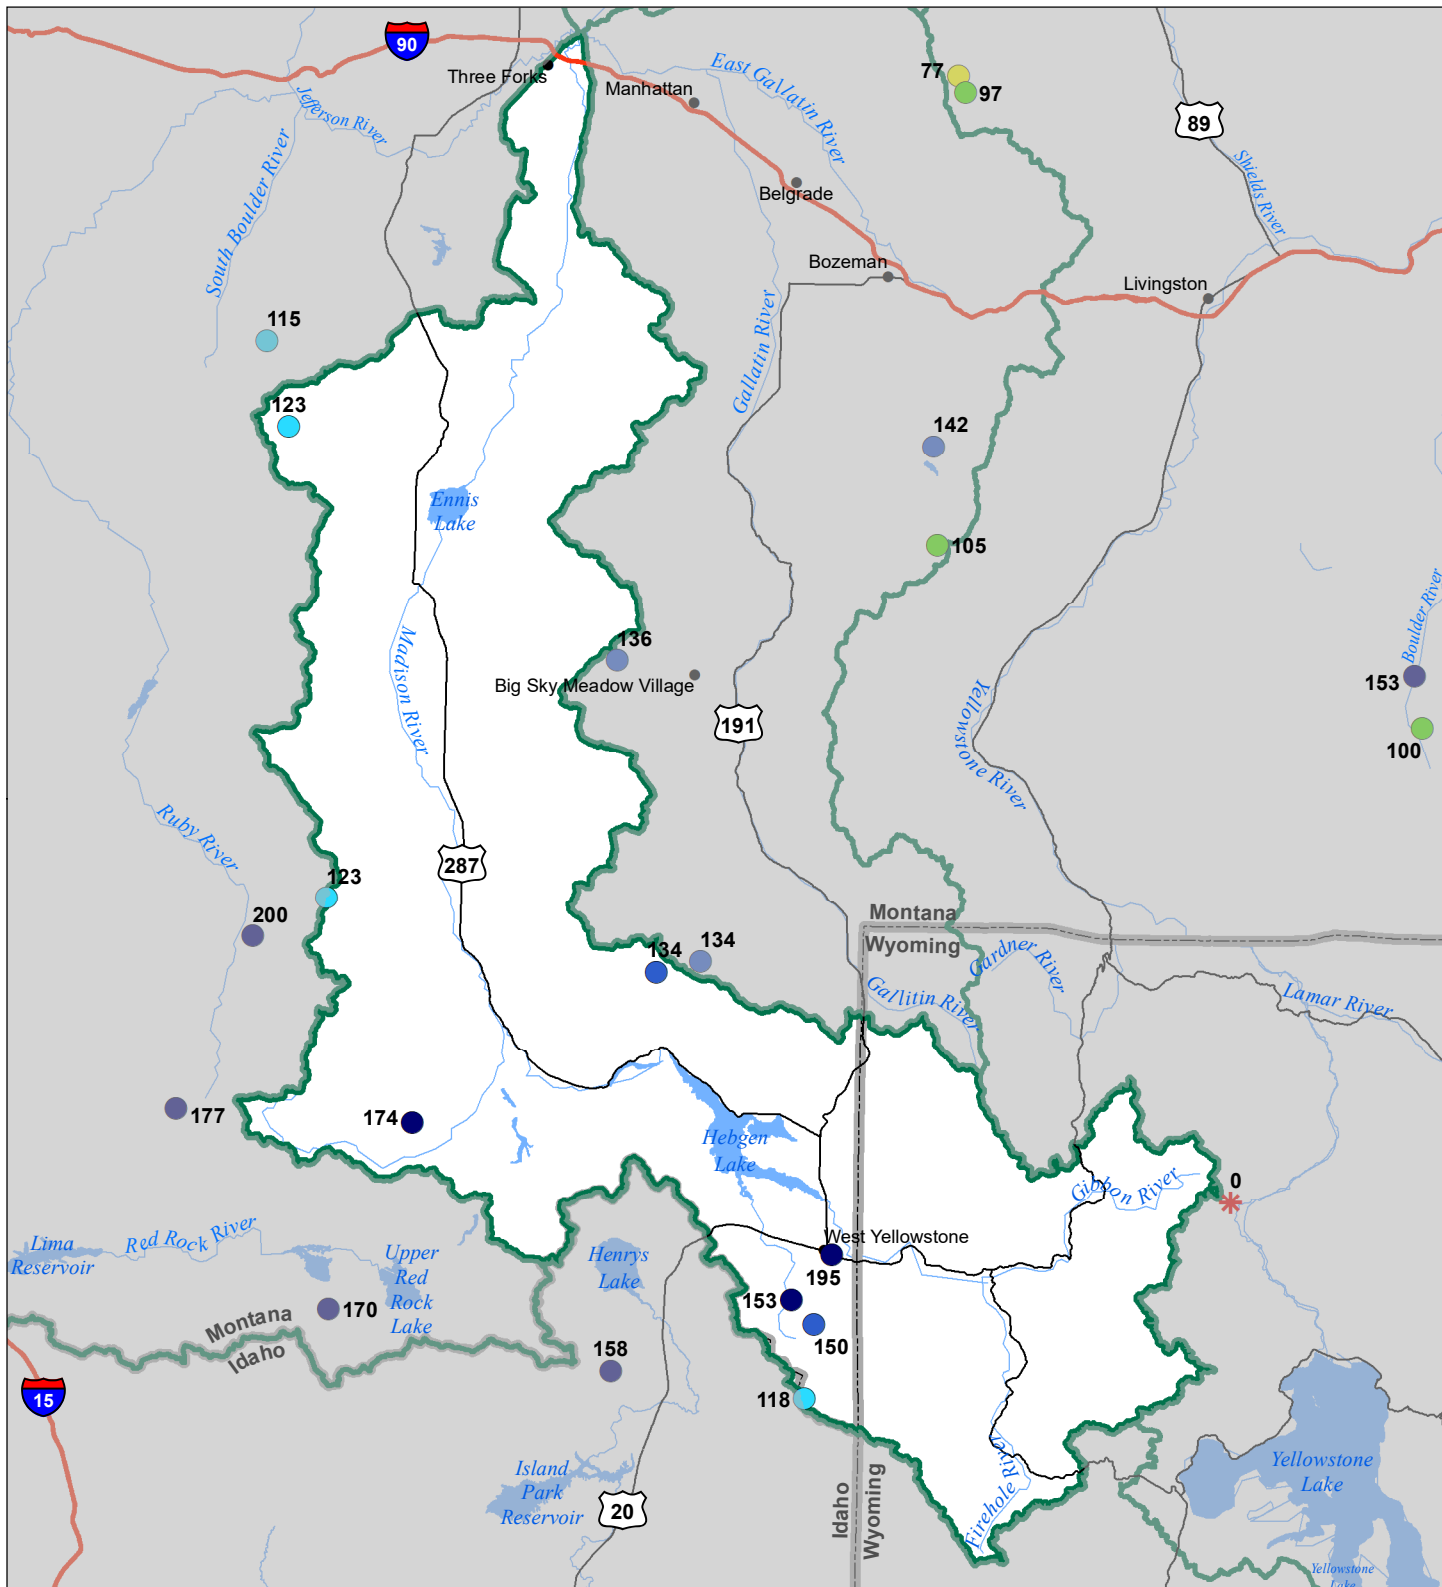 90
Three Forks
Manhattan
East Gallatin River
77
97
89
Jefferson River
South Boulder River
Belgrade
Shields River
Bozeman
Livingston
115
Gallatin River
123
142
Ennis
Lake
105
136
Big Sky Meadow Village
Madison River
Boulder River
153
100
191
Yellowstone River
Ruby River
287
123
200
134
134
Montana
Wyoming
Gardner River
Gallitin River
Lamar River
177
174
Hebgen
Lake
Gibbon River
0
Red Rock River
Lima
Reservoir
Upper
Red
Rock
Lake
Henrys
Lake
West Yellowstone
195
153
150
170
Montana
Idaho
158
118
15
Island
Park
Reservoir
20
Idaho
Wyoming
Firehole River
Yellowstone
Lake
Yellowstone
Lake